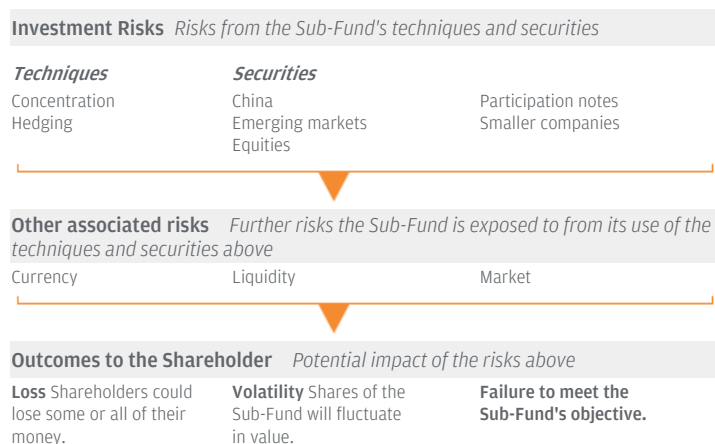 Investment Risks Risks from the Sub-Fund's techniques and securities
Techniques
Concentration
Hedging
Securities
China
Emerging markets
Equities
Participation notes
Smaller companies
Other associated risks Further risks the Sub-Fund is exposed to from its use of the
techniques and securities above
Currency
Liquidity
Market
Outcomes to the Shareholder Potential impact of the risks above
Loss Shareholders could
lose some or all of their
money.
Volatility Shares of the
Sub-Fund will fluctuate
in value.
Failure to meet the
Sub-Fund's objective.